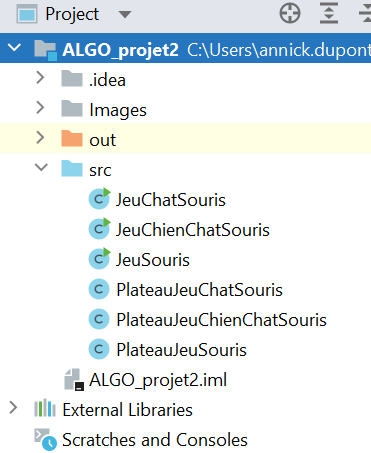 Project
ALGO_projet2 C:\Users\annick.dupont
.idea
Images
out
src
JeuChatSouris
JeuChienChatSouris
JeuSouris
PlateauJeuChatSouris
PlateauJeuChienChatSouris
PlateauJeuSouris
ALGO_projet2.iml
External Libraries
Scratches and Consoles